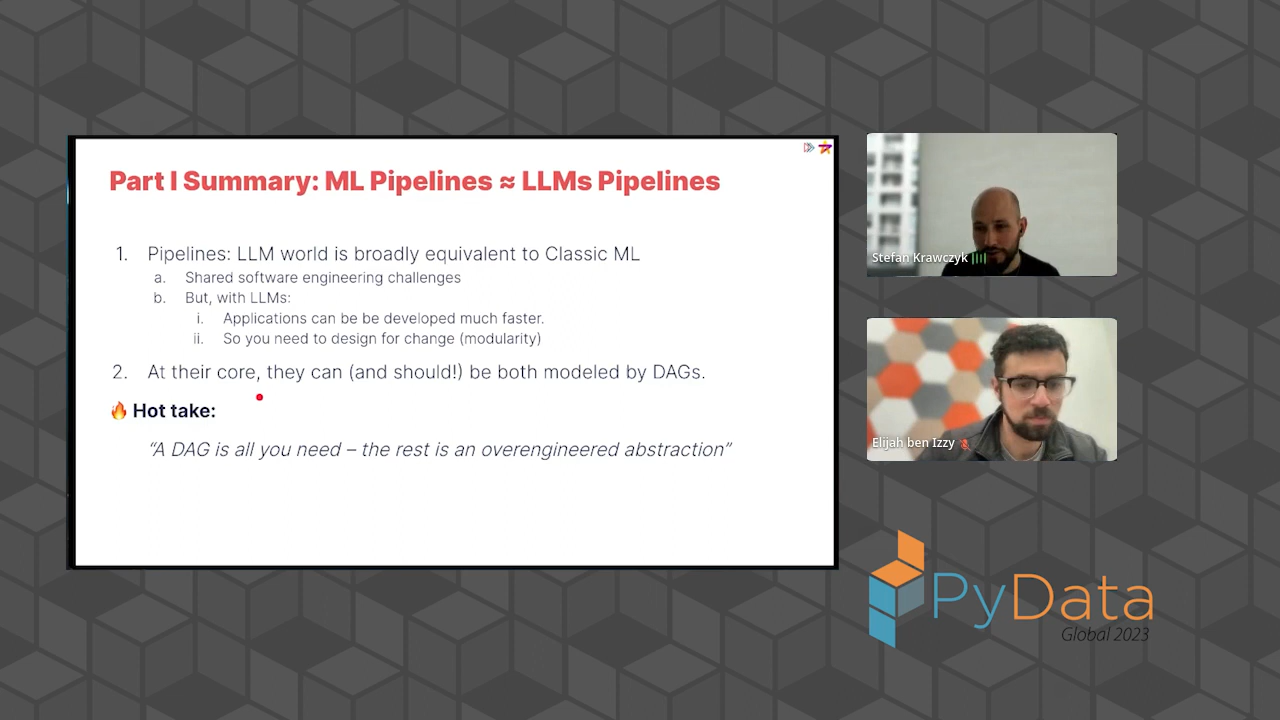 Part I Summary: ML Pipelines ≈ LLMs Pipelines
1. Pipelines: LLM world is broadly equivalent to Classic ML
a. Shared software engineering challenges
b. But, with LLMs:
i. Applications can be be developed much faster.
ii. So you need to design for change (modularity)
2. At their core, they can (and should!) be both modeled by DAGs.
🔥 Hot take:
“A DAG is all you need – the rest is an overengineered abstraction”
Stefan Krawczyk
Elijah ben Izzy
PyData
Global 2023